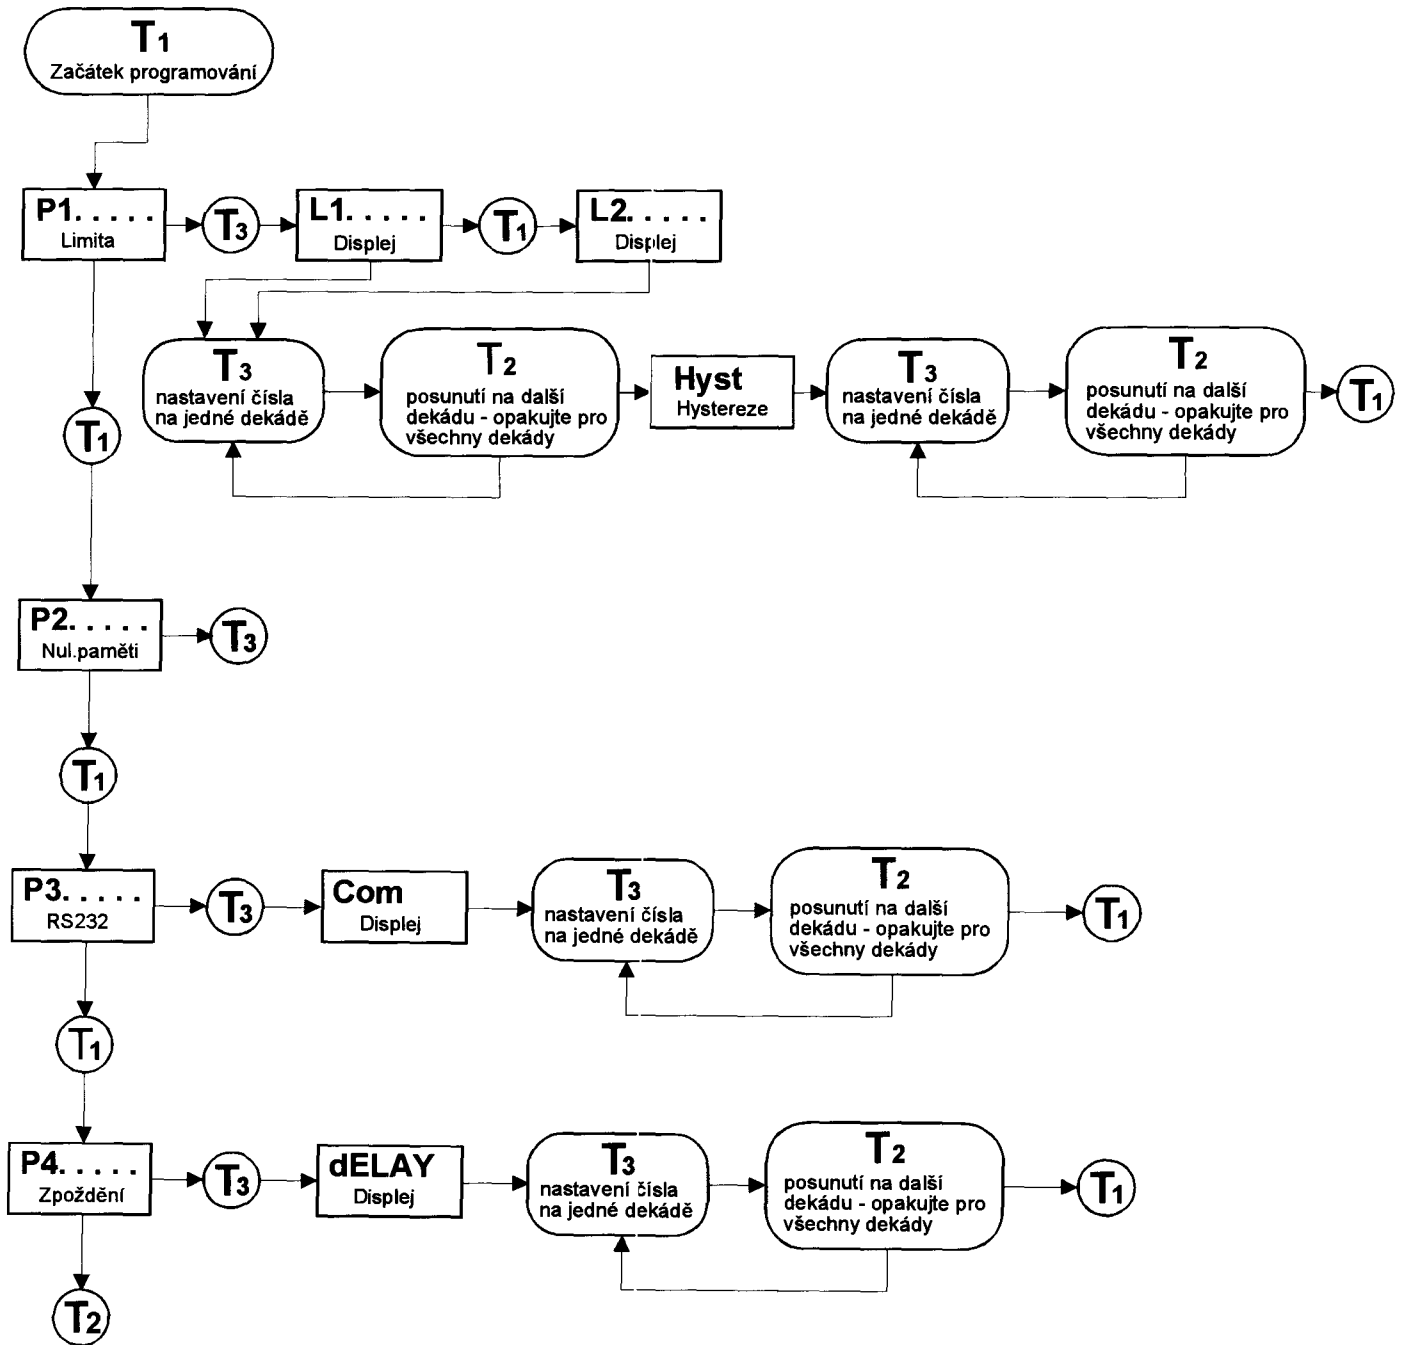 T1
Začátek programování
P1. . . . .
Limita
T3
L1. . . . .
Displej
T1
L2. . . . .
Displej
T3
nastavení čísla
na jedné dekádě
T2
posunutí na další
dekádu - opakujte pro
všechny dekády
Hyst
Hystereze
T3
nastavení čísla
na jedné dekádě
T2
posunutí na další
dekádu - opakujte pro
všechny dekády
T1
T1
P2. . . . .
Nul.paměti
T3
T1
P3. . . . .
RS232
T3
Com
Displej
T3
nastavení čísla
na jedné dekádě
T2
posunutí na další
dekádu - opakujte pro
všechny dekády
T1
T1
P4. . . . .
Zpoždění
T3
dELAY
Displej
T3
nastavení čísla
na jedné dekádě
T2
posunutí na další
dekádu - opakujte pro
všechny dekády
T1
T2